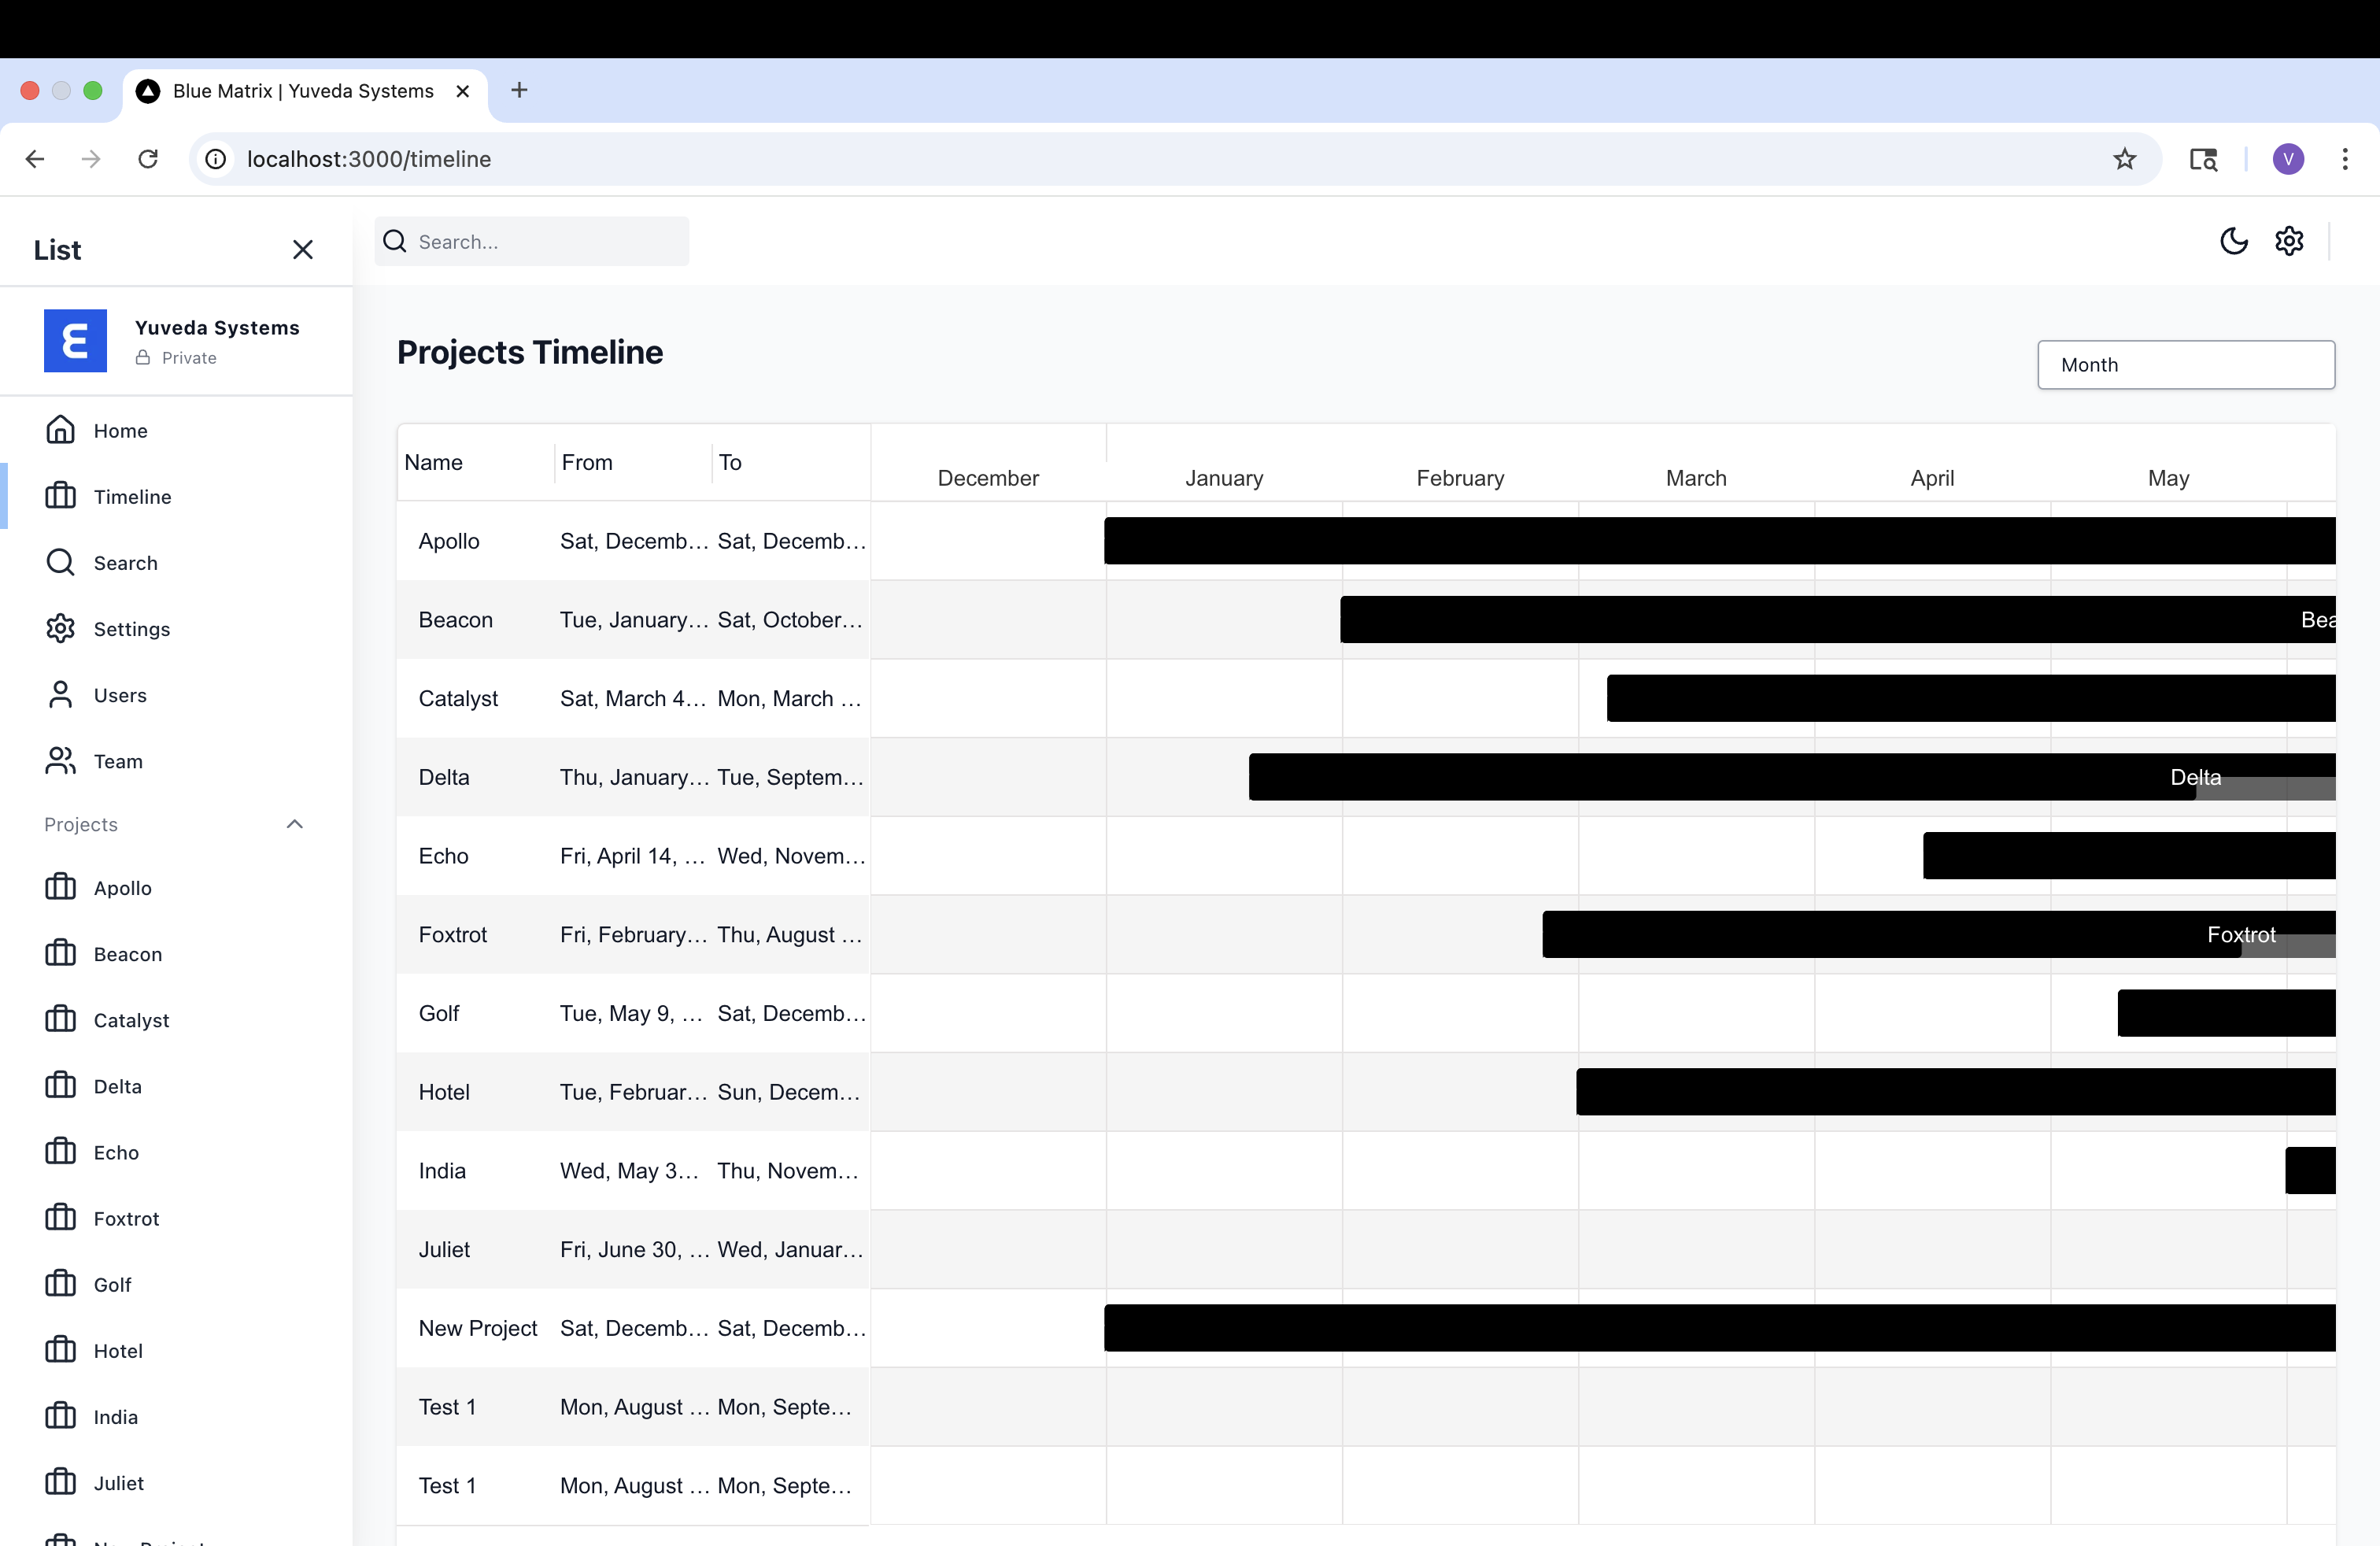 Blue Matrix | Yuveda Systems
localhost:3000/timeline
V
List
Search...
Yuveda Systems
Private
Home
Timeline
Search
Settings
Users
Team
Projects
Apollo
Beacon
Catalyst
Delta
Echo
Foxtrot
Golf
Hotel
India
Juliet
New Project
Projects Timeline
Month
Name From To December January February March April May
Apollo Sat, Decemb... Sat, Decemb...
Beacon Tue, January... Sat, October... Bea
Catalyst Sat, March 4... Mon, March ...
Delta Thu, January... Tue, Septem... Delta
Echo Fri, April 14, ... Wed, Novem...
Foxtrot Fri, February... Thu, August ... Foxtrot
Golf Tue, May 9, ... Sat, Decemb...
Hotel Tue, Februar... Sun, Decem...
India Wed, May 3... Thu, Novem...
Juliet Fri, June 30, ... Wed, Januar...
New Project Sat, Decemb... Sat, Decemb...
Test 1 Mon, August ... Mon, Septe...
Test 1 Mon, August ... Mon, Septe...